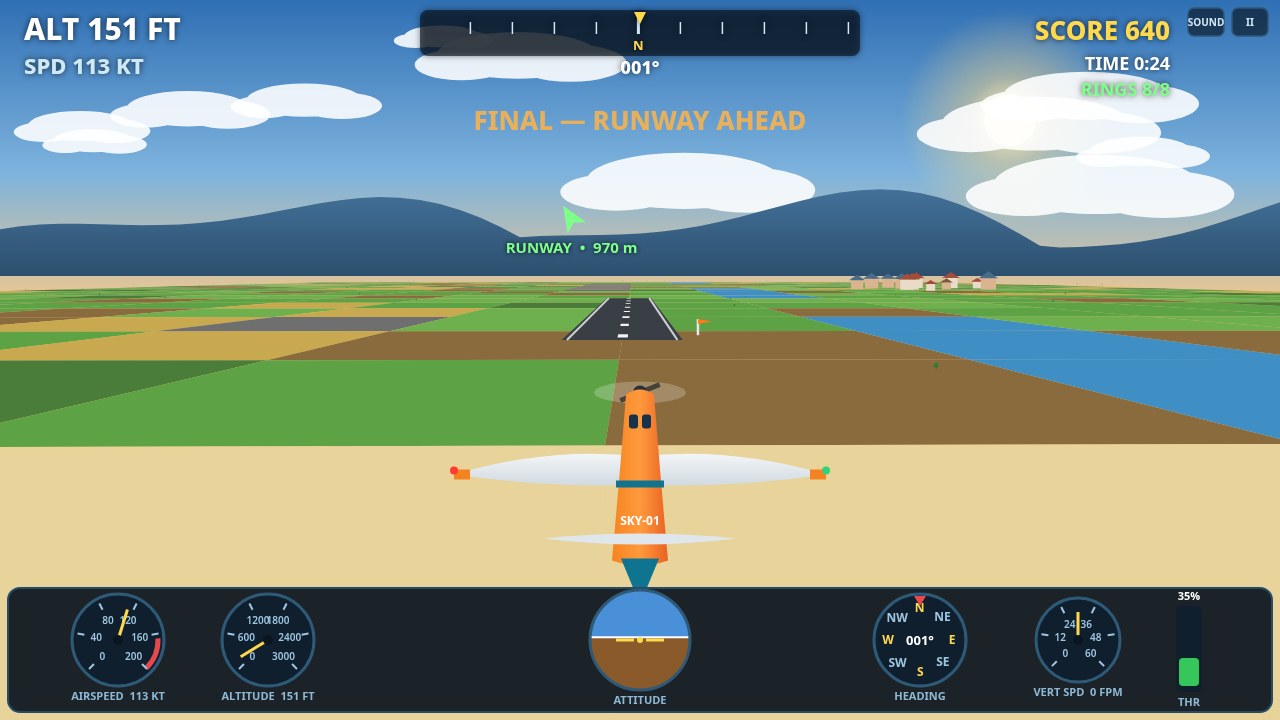 ALT 151 FT
SPD 113 KT
N
001°
SCORE 640
SOUND
II
TIME 0:24
RINGS 8/8
FINAL — RUNWAY AHEAD
RUNWAY • 970 m
SKY-01
0 40 80 120 160 200
AIRSPEED 113 KT
0 600 1200 1800 2400 3000
ALTITUDE 151 FT
ATTITUDE
N NE E SE S SW W NW
001°
HEADING
0 12 24 36 48 60
VERT SPD 0 FPM
35%
THR